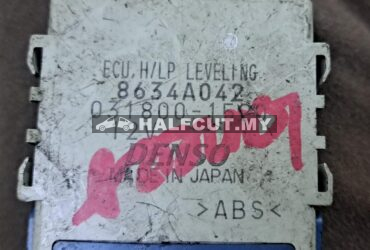 ECU, H/LP LEVELING
8634A042
HALFCUT.MY
DENSO
MADE IN JAPAN
>ABS<